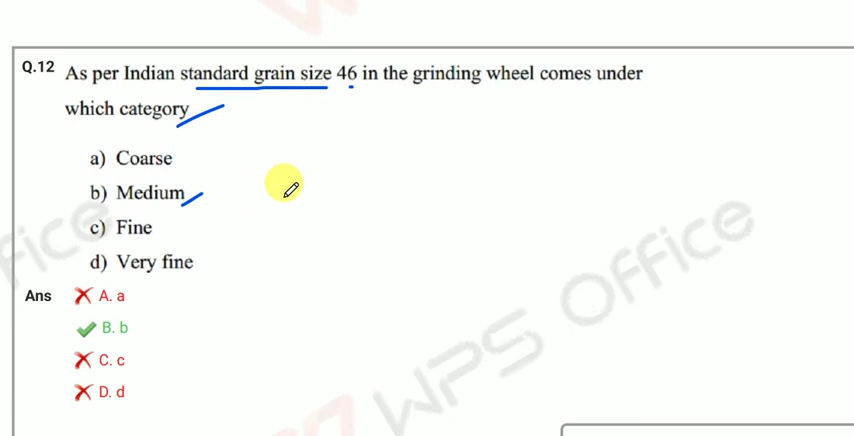 Q.12 As per Indian standard grain size 46 in the grinding wheel comes under
which category
a) Coarse
b) Medium
c) Fine
d) Very fine
Ans A. a
B. b
C. c
D. d
WPS Office